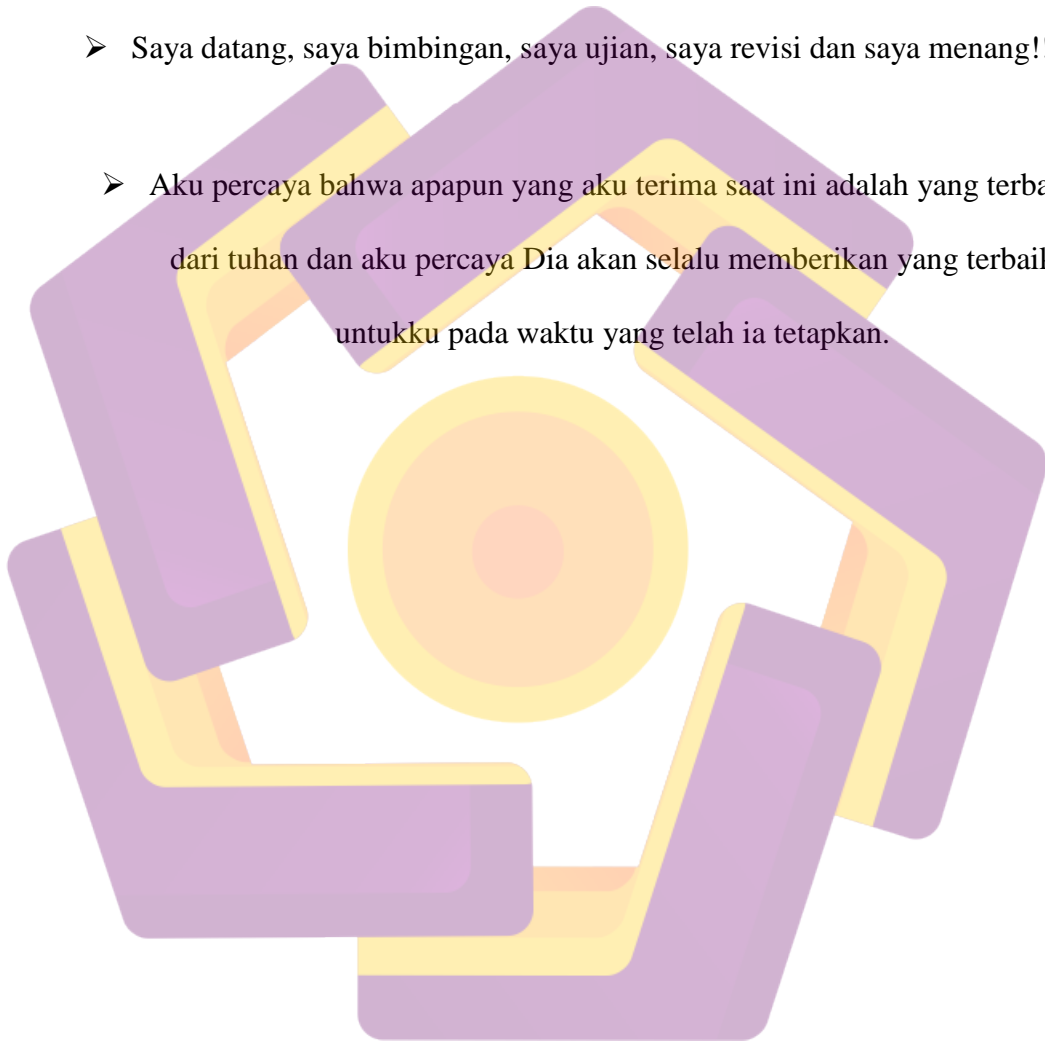 ➢ Saya datang, saya bimbingan, saya ujian, saya revisi dan saya menang!!
➢ Aku percaya bahwa apapun yang aku terima saat ini adalah yang
dari tuhan dan aku percaya Dia akan selalu memberikan yang terbaik
untukku pada waktu yang telah ia tetapkan.